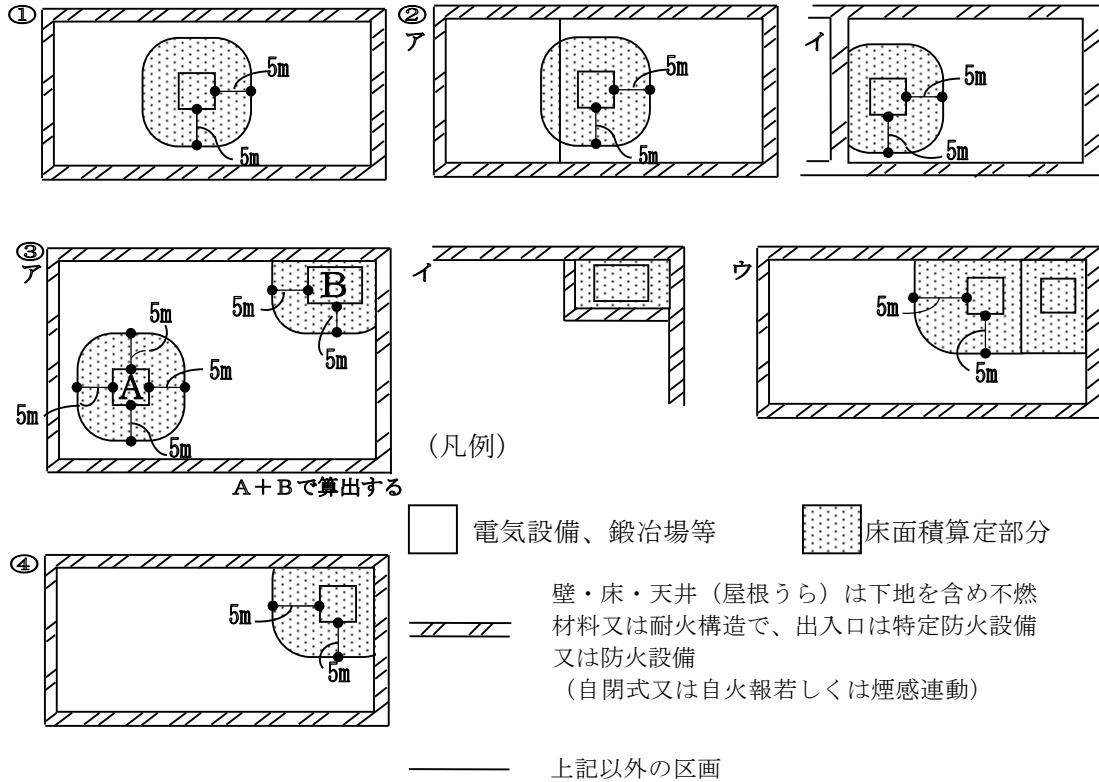 ①
5m
5m
②
ア
5m
5m
イ
5m
5m
③
ア
B
5m
5m
5m
A
5m
5m
5m
A+Bで算出する
イ
ウ
5m
5m
(凡例)
電気設備、鍛冶場等
床面積算定部分
④
5m
5m
壁・床・天井(屋根うら)は下地を含め不燃
材料又は耐火構造で、出入口は特定防火設備
又は防火設備
(自閉式又は自火報若しくは煙感連動)
上記以外の区画